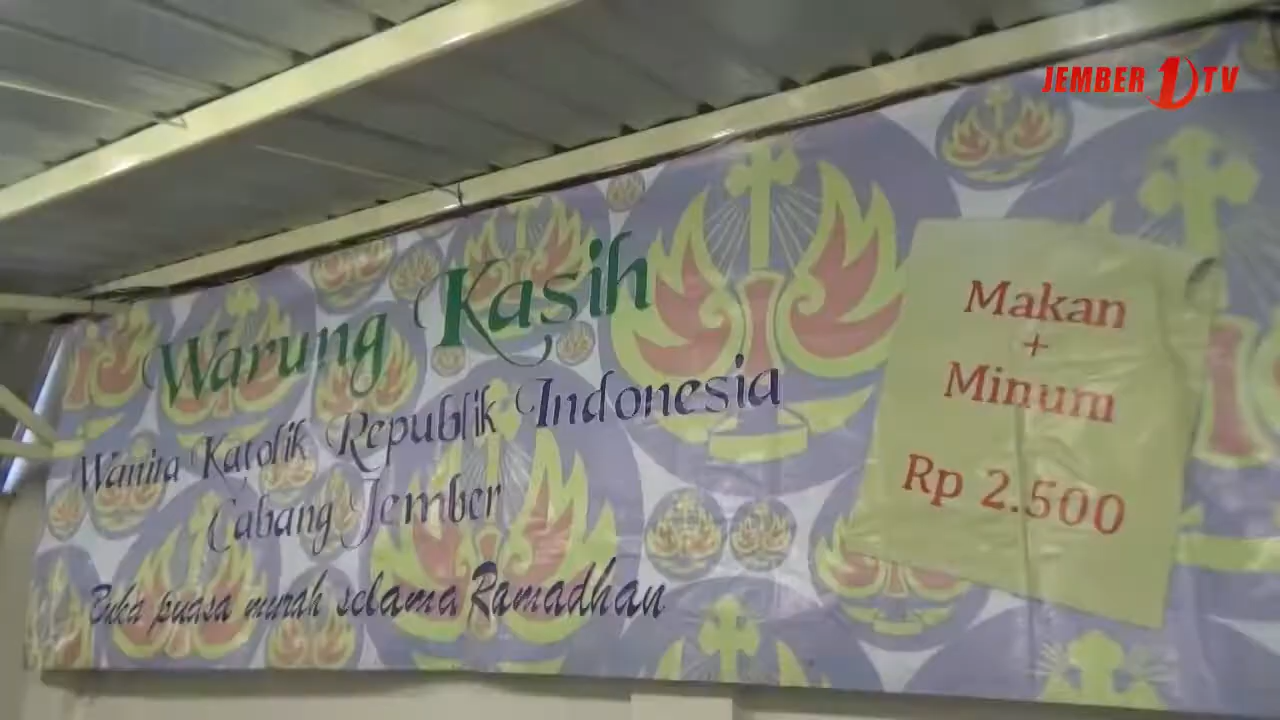 JEMBER 1 TV
Warung Kasih
Wanita Katolik Republik Indonesia
Cabang Jember
Buka puasa murah selama Ramadhan
Makan
+
Minum
Rp 2.500